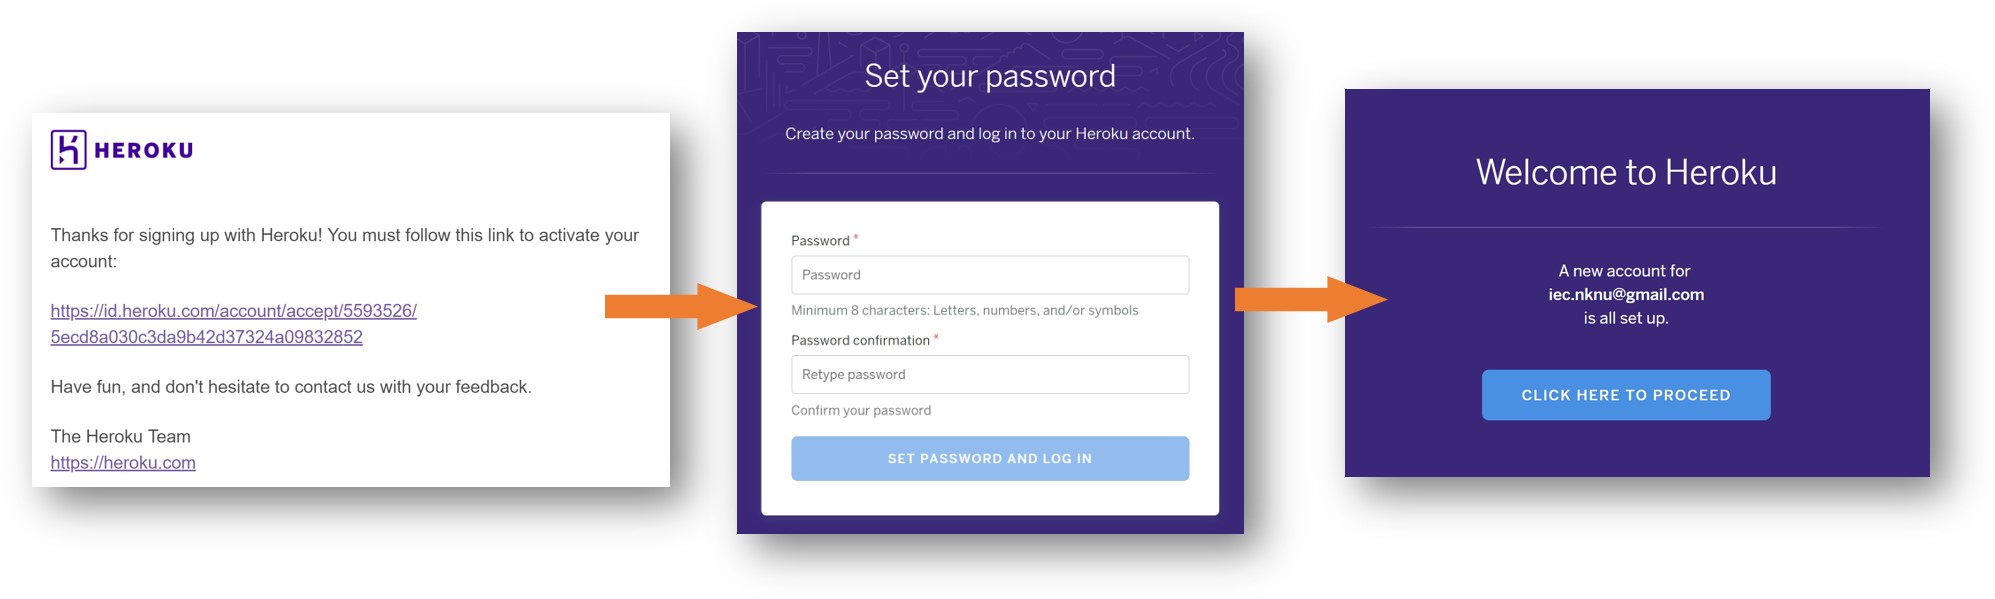 HEROKU
Thanks for signing up with Heroku! You must follow this link to activate your
account:
https://id.heroku.com/account/accept/5593526/
5ecd8a030c3da9b42d37324a09832852
Have fun, and don't hesitate to contact us with your feedback.
The Heroku Team
https://heroku.com
Set your password
Create your password and log in to your Heroku account.
Password *
Password
Minimum 8 characters: Letters, numbers, and/or symbols
Password confirmation *
Retype password
Confirm your password
SET PASSWORD AND LOG IN
Welcome to Heroku
A new account for
iec.nknu@gmail.com
is all set up.
CLICK HERE TO PROCEED